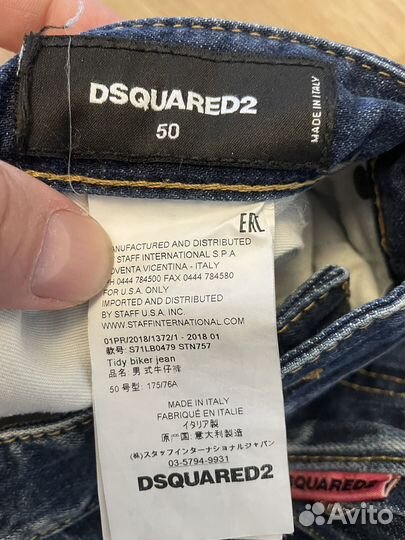 DSQUARED2
50
MADE IN ITALY
EAC
MANUFACTURED AND DISTRIBUTED
BY STAFF INTERNATIONAL S.P.A
NOVENTA VICENTINA - ITALY
PH 0444 784500 FAX 0444 784580
FOR U.S.A. ONLY
IMPORTED AND DISTRIBUTED
BY STAFF U.S.A. INC.
WWW.STAFFINTERNATIONAL.COM
01PR/2018/1372/1 - 2018 01
款号: S71LB0479 STN757
Tidy biker jean
品名: 男式牛仔裤
50 号型: 175/76A
MADE IN ITALY
FABRIQUÉ EN ITALIE
イタリア製
原产国: 意大利制造
(株)スタッフインターナショナルジャパン
03-5794-9931
DSQUARED2
SQUARED2
Avito